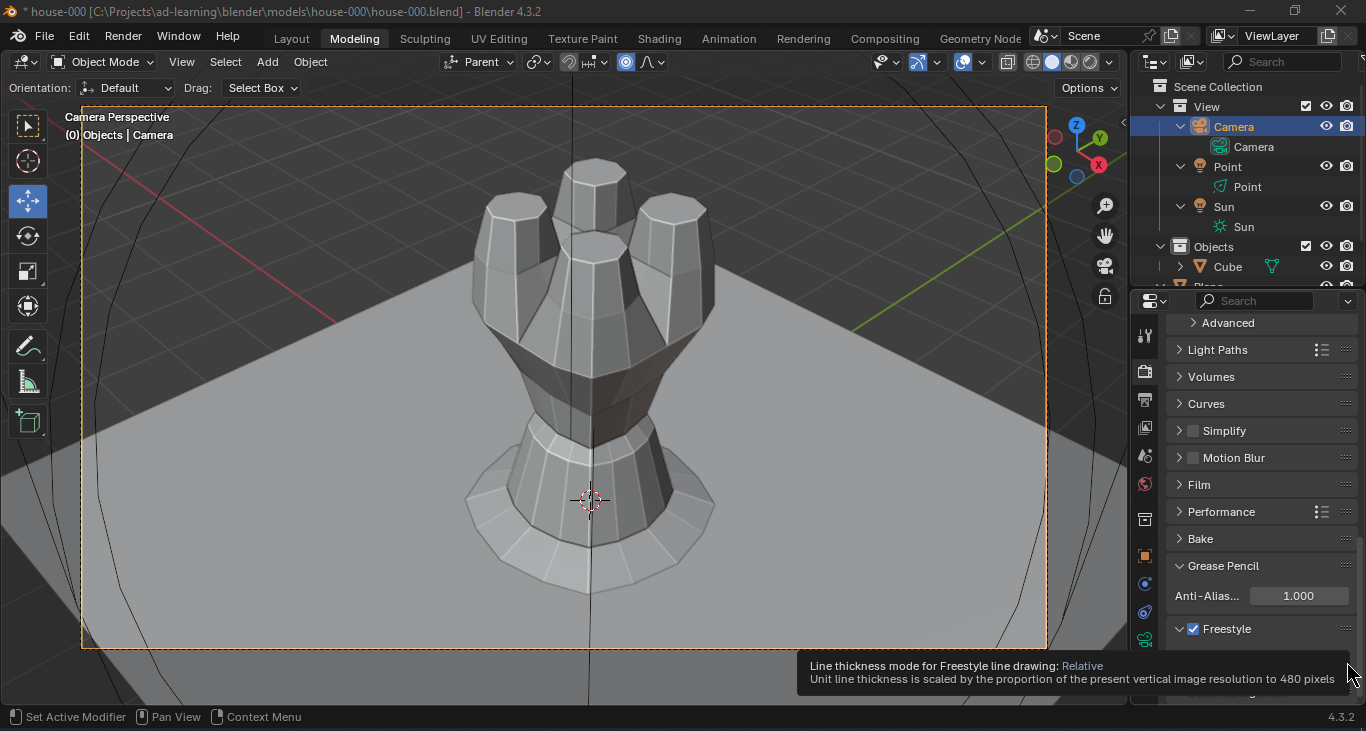 * house-000 [C:\Projects\ad-learning\blender\models\house-000\house-000.blend] - Blender 4.3.2
File Edit Render Window Help Layout Modeling Sculpting UV Editing Texture Paint Shading Animation Rendering Compositing Geometry Node Scene ViewLayer
Object Mode View Select Add Object Parent Options
Orientation: Default Drag: Select Box
Camera Perspective
(0) Objects | Camera
Z
Y
X
Search
Scene Collection
View
Camera
Camera
Point
Point
Sun
Sun
Objects
Cube
Search
Advanced
Light Paths
Volumes
Curves
Simplify
Motion Blur
Film
Performance
Bake
Grease Pencil
Anti-Alias... 1.000
Freestyle
Line thickness mode for Freestyle line drawing: Relative
Unit line thickness is scaled by the proportion of the present vertical image resolution to 480 pixels
Set Active Modifier Pan View Context Menu 4.3.2